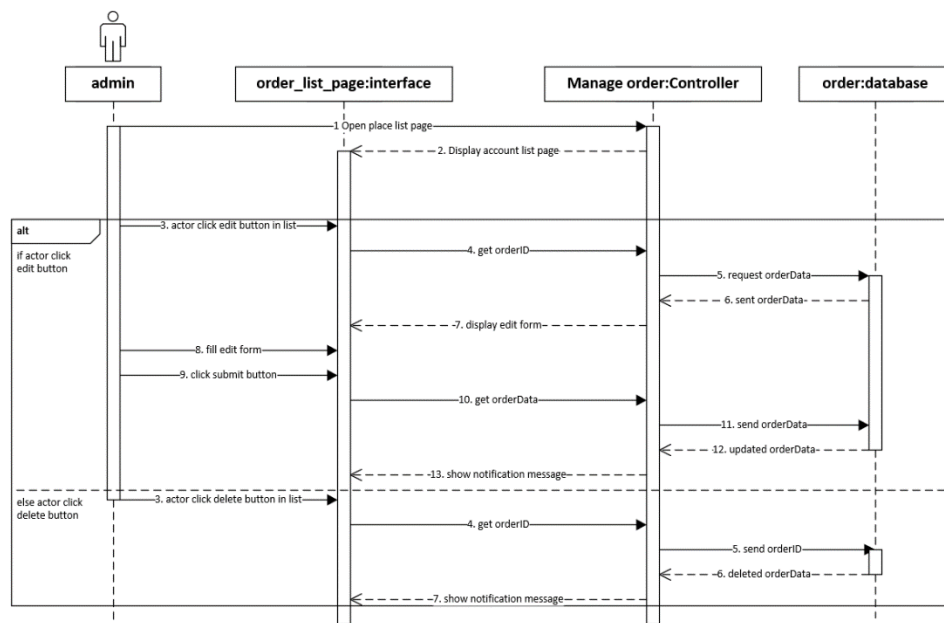 admin
order_list_page:interface
Manage order:Controller
order:database
1 Open place list page
2. Display account list page
alt
if actor click
edit button
3. actor click edit button in list
4. get orderID
5. request orderData
6. sent orderData
7. display edit form
8. fill edit form
9. click submit button
10. get orderData
11. send orderData
12. updated orderData
13. show notification message
else actor click
delete button
3. actor click delete button in list
4. get orderID
5. send orderID
6. deleted orderData
7. show notification message